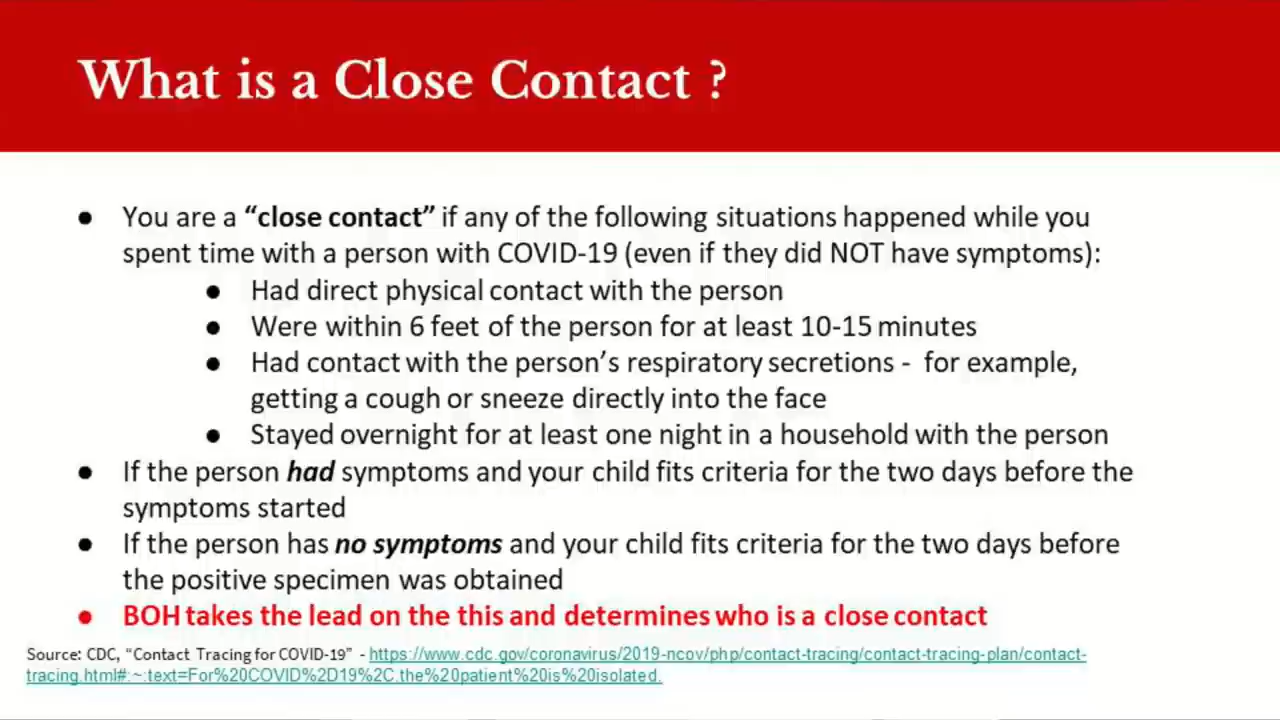 What is a Close Contact ?
● You are a “close contact” if any of the following situations happened while you
spent time with a person with COVID-19 (even if they did NOT have symptoms):
● Had direct physical contact with the person
● Were within 6 feet of the person for at least 10-15 minutes
● Had contact with the person’s respiratory secretions - for example,
getting a cough or sneeze directly into the face
● Stayed overnight for at least one night in a household with the person
● If the person had symptoms and your child fits criteria for the two days before the
symptoms started
● If the person has no symptoms and your child fits criteria for the two days before
the positive specimen was obtained
● BOH takes the lead on the this and determines who is a close contact
Source: CDC, “Contact Tracing for COVID-19” - https://www.cdc.gov/coronavirus/2019-ncov/php/contact-tracing/contact-tracing-plan/contact-
tracing.html#:~:text=For%20COVID%2D19%2C,the%20patient%20is%20isolated.